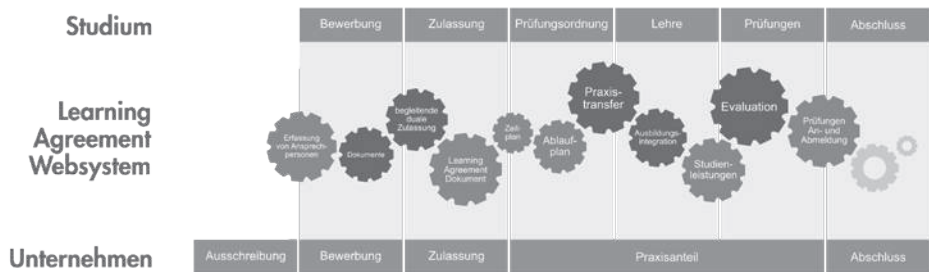 Studium
Bewerbung
Zulassung
Prüfungsordnung
Lehre
Prüfungen
Abschluss
Learning
Agreement
Websystem
Erfassung
von Ansprech-
personen
Dokumente
begleitende
duale
Zulassung
Learning
Agreement
Dokument
Zeit-
plan
Ablauf-
plan
Praxis-
transfer
Ausbildungs-
integration
Studien-
leistungen
Evaluation
Prüfungen
An- und
Abmeldung
Unternehmen
Ausschreibung
Bewerbung
Zulassung
Praxisanteil
Abschluss